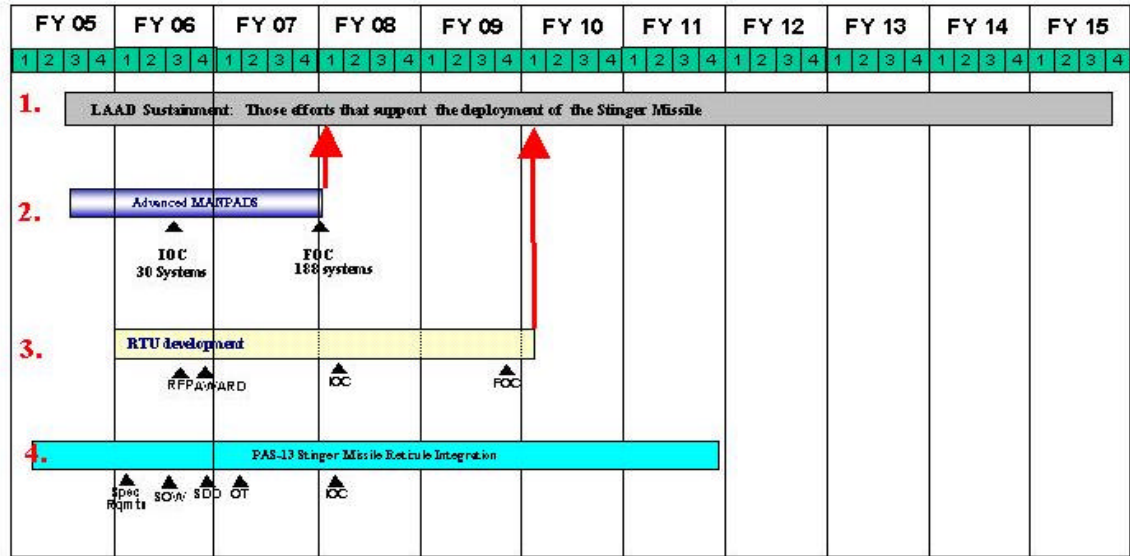 FY 05 FY 06 FY 07 FY 08 FY 09 FY 10 FY 11 FY 12 FY 13 FY 14 FY 15
1 2 3 4 1 2 3 4 1 2 3 4 1 2 3 4 1 2 3 4 1 2 3 4 1 2 3 4 1 2 3 4 1 2 3 4 1 2 3 4 1 2 3 4
1. LAAD Sustainment: Those efforts that support the deployment of the Stinger Missile
2. Advanced MANPADS
IOC FOC
30 Systems 188 systems
3. RTU development
RFP AWARD IOC FOC
4. PAS-13 Stinger Missile Reticule Integration
Spec SOW SDD OT IOC
Rqmts